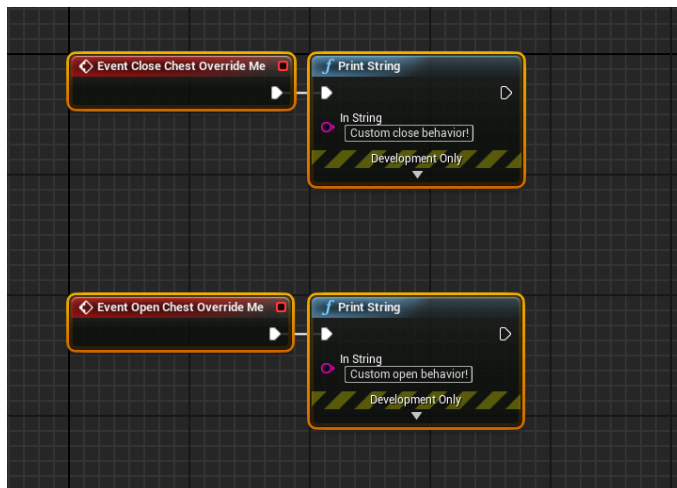 Event Close Chest Override Me
f Print String
In String
Custom close behavior!
Development Only
Event Open Chest Override Me
f Print String
In String
Custom open behavior!
Development Only